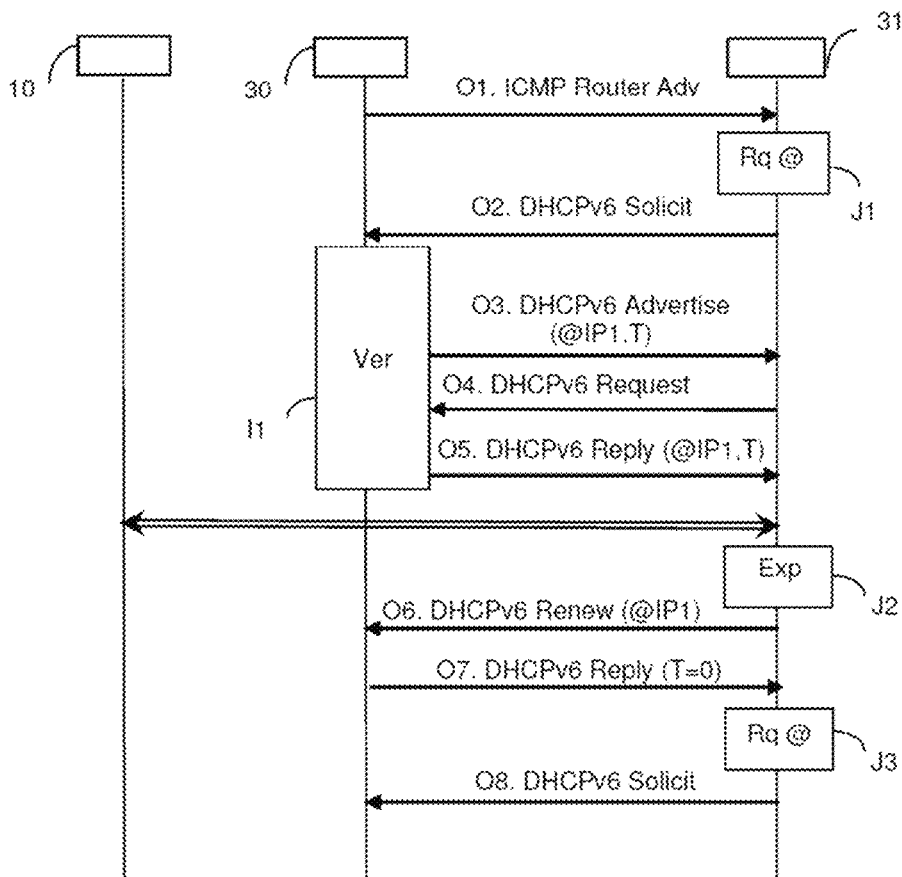 31
10
30
O1. ICMP Router Adv
Rq @
J1
O2. DHCPv6 Solicit
O3. DHCPv6 Advertise
(@IP1,T)
Ver
O4. DHCPv6 Request
I1
O5. DHCPv6 Reply (@IP1,T)
Exp
J2
O6. DHCPv6 Renew (@IP1)
O7. DHCPv6 Reply (T=0)
Rq @
J3
O8. DHCPv6 Solicit